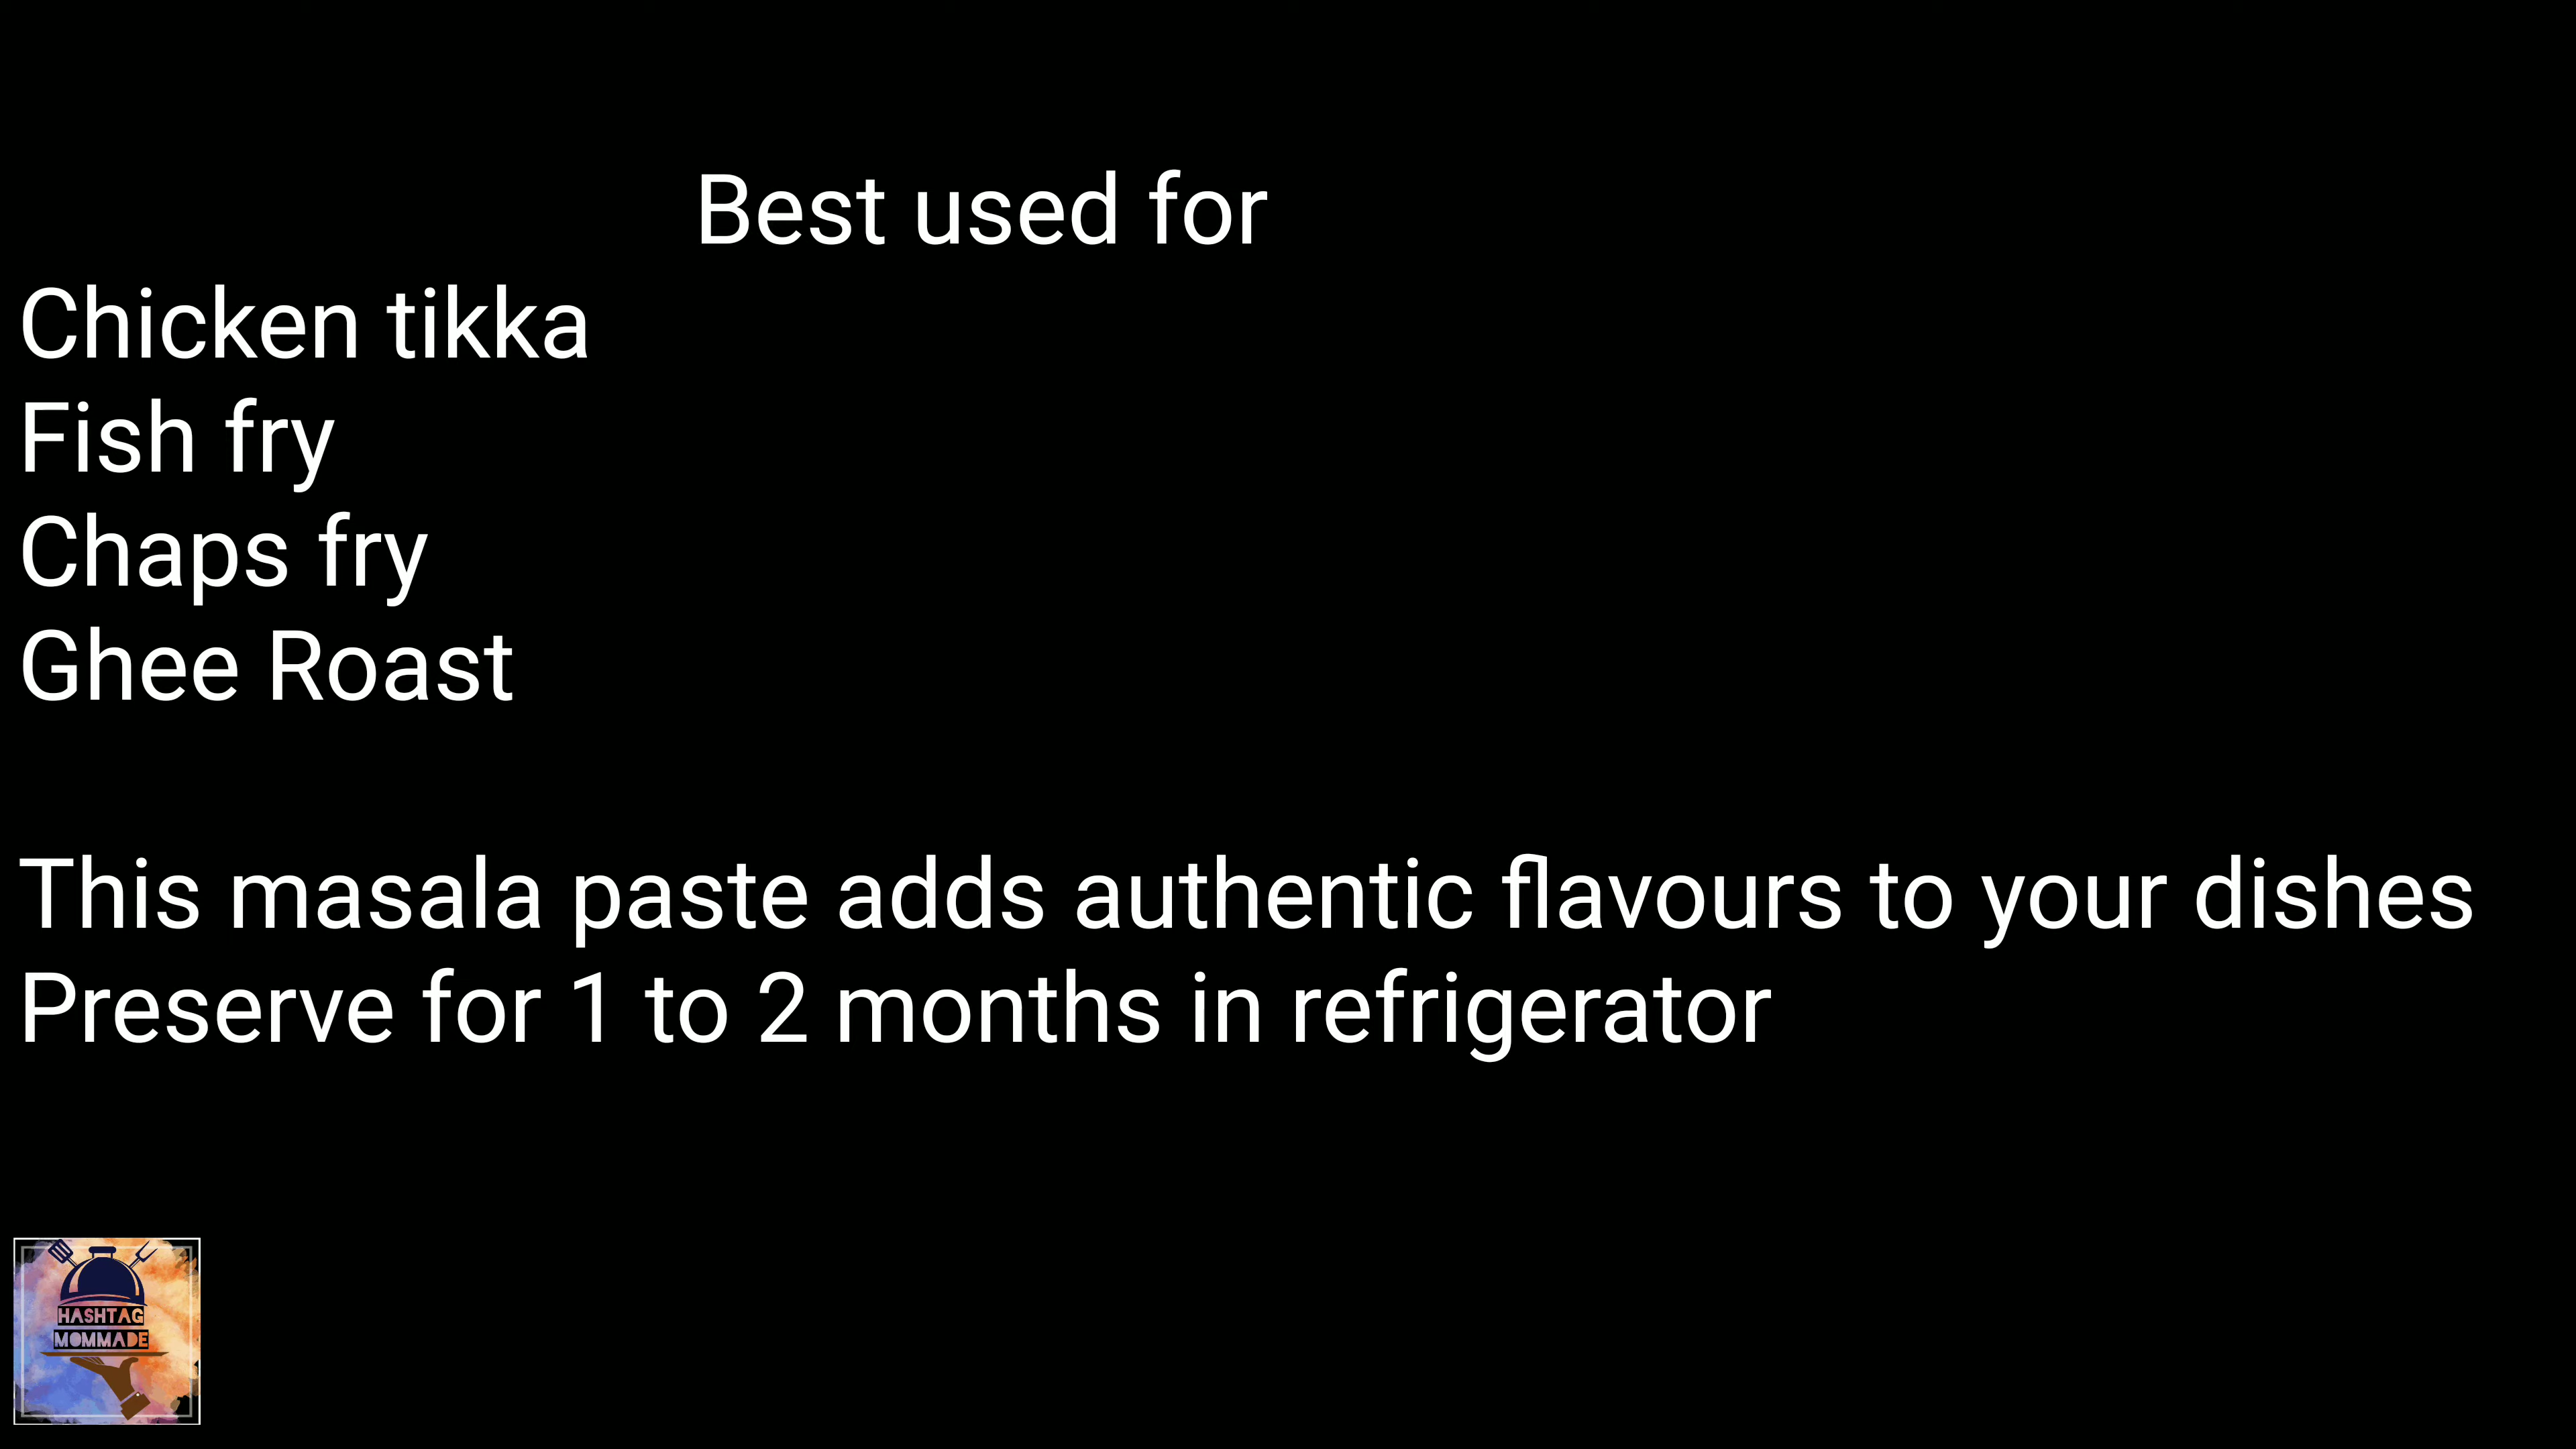 Best used for
Chicken tikka
Fish fry
Chaps fry
Ghee Roast
This masala paste adds authentic flavours to your dishes
Preserve for 1 to 2 months in refrigerator
HASHTAG
MOMMADE